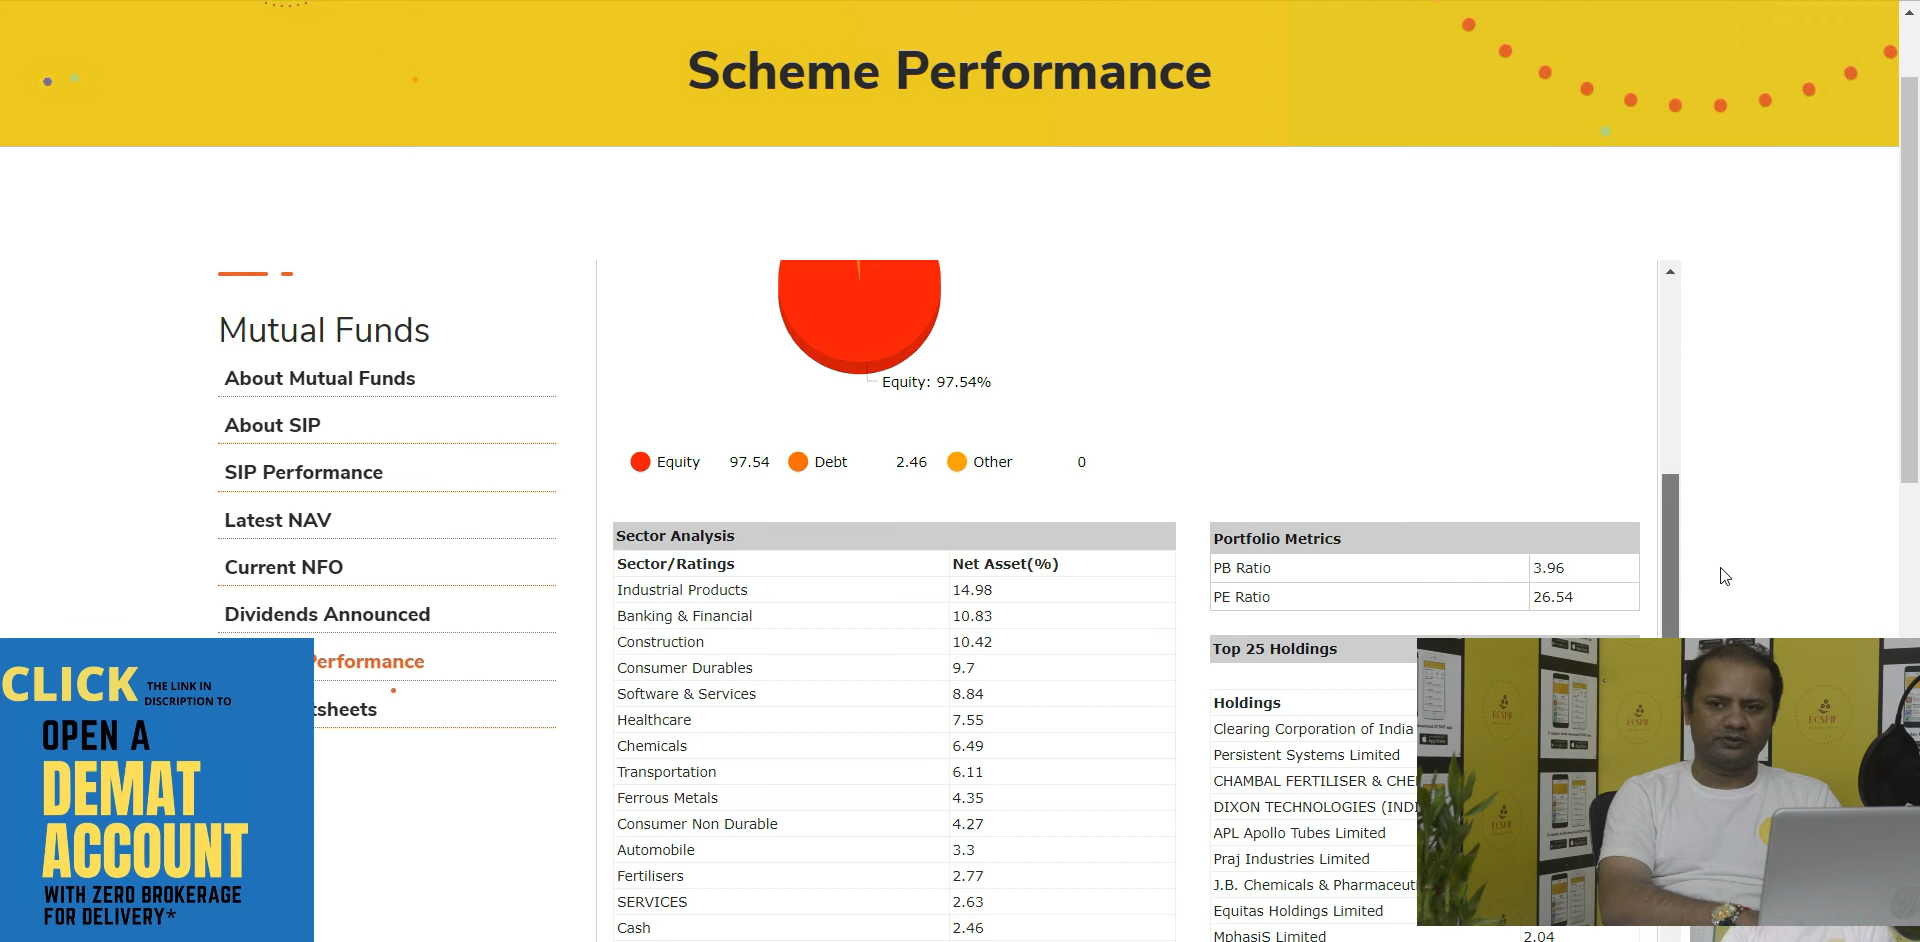 Scheme Performance
Mutual Funds
About Mutual Funds
About SIP
SIP Performance
Latest NAV
Current NFO
Dividends Announced
Performance
tsheets
Equity: 97.54%
Equity 97.54 Debt 2.46 Other 0
Sector Analysis
Sector/Ratings Net Asset(%)
Industrial Products 14.98
Banking & Financial 10.83
Construction 10.42
Consumer Durables 9.7
Software & Services 8.84
Healthcare 7.55
Chemicals 6.49
Transportation 6.11
Ferrous Metals 4.35
Consumer Non Durable 4.27
Automobile 3.3
Fertilisers 2.77
SERVICES 2.63
Cash 2.46
Portfolio Metrics
PB Ratio 3.96
PE Ratio 26.54
Top 25 Holdings
Holdings
Clearing Corporation of India
Persistent Systems Limited
CHAMBAL FERTILISER & CHE
DIXON TECHNOLOGIES (INDI
APL Apollo Tubes Limited
Praj Industries Limited
J.B. Chemicals & Pharmaceut
Equitas Holdings Limited
MphasiS Limited 2.04
CLICK THE LINK IN
DISCRIPTION TO
OPEN A
DEMAT
ACCOUNT
WITH ZERO BROKERAGE
FOR DELIVERY*